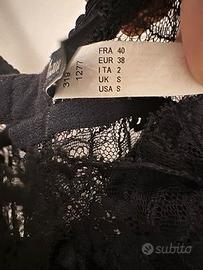 FRA 40
EUR 38
ITA 2
UK S
USA S
319
1277
subito